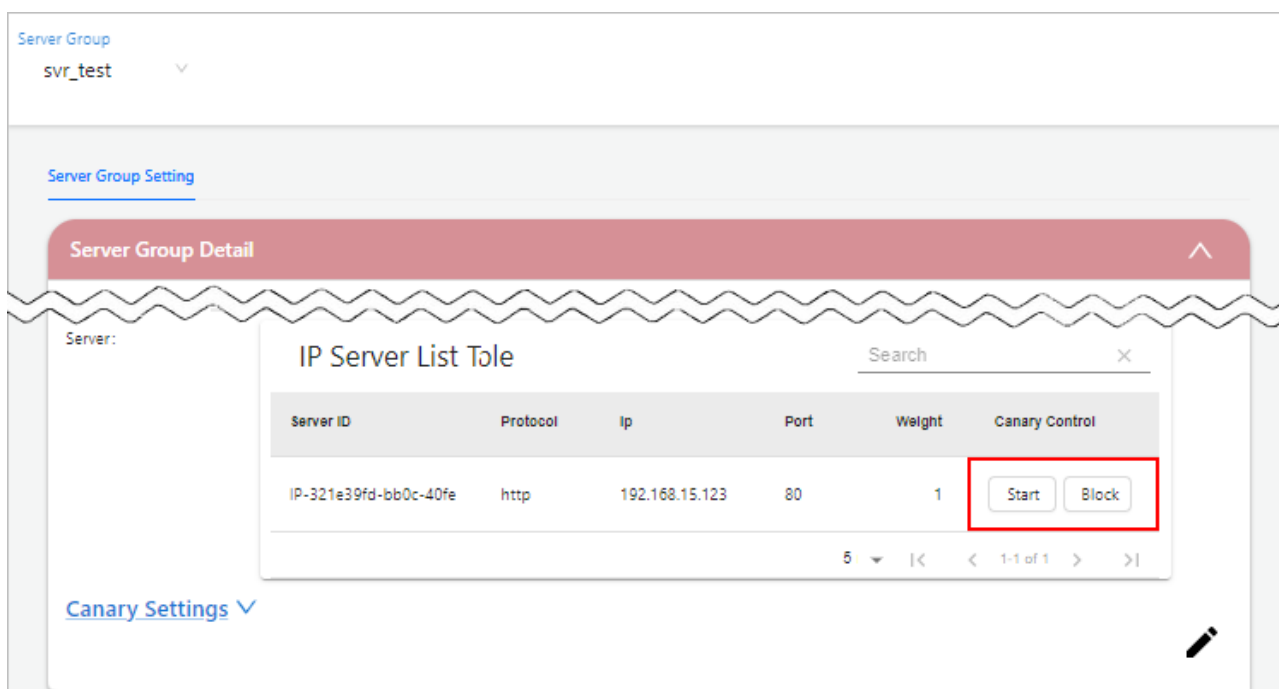 Server Group
svr_test
Server Group Setting
Server Group Detail
Server:
IP Server List Tɔle
Search
Server ID Protocol Ip Port Weight Canary Control
IP-321e39fd-bb0c-40fe http 192.168.15.123 80 1 Start Block
5 1-1 of 1
Canary Settings